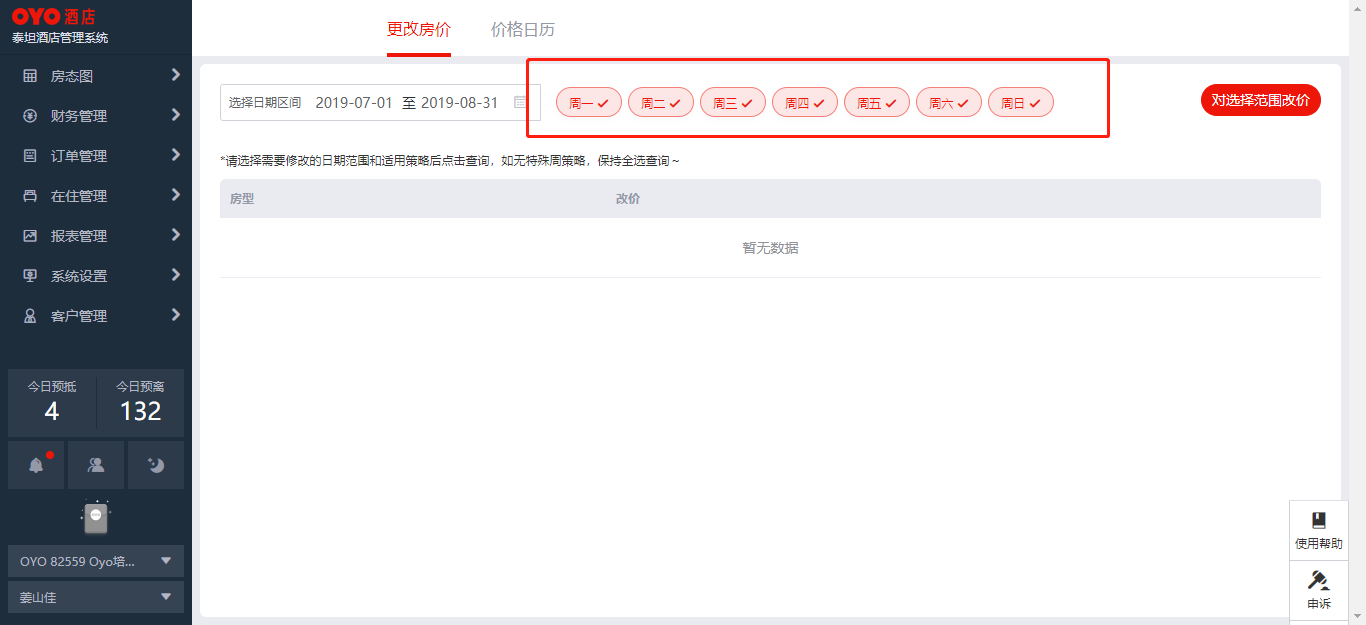 OYO 酒店
泰坦酒店管理系统
房态图
财务管理
订单管理
在住管理
报表管理
系统设置
客户管理
今日预抵
4
今日预离
132
OYO 82559 Oyo培...
姜山佳
更改房价
价格日历
选择日期区间 2019-07-01 至 2019-08-31
周一 周二 周三 周四 周五 周六 周日
对选择范围改价
*请选择需要修改的日期范围和适用策略后点击查询，如无特殊周策略，保持全选查询～
房型 改价
暂无数据
使用帮助
申诉